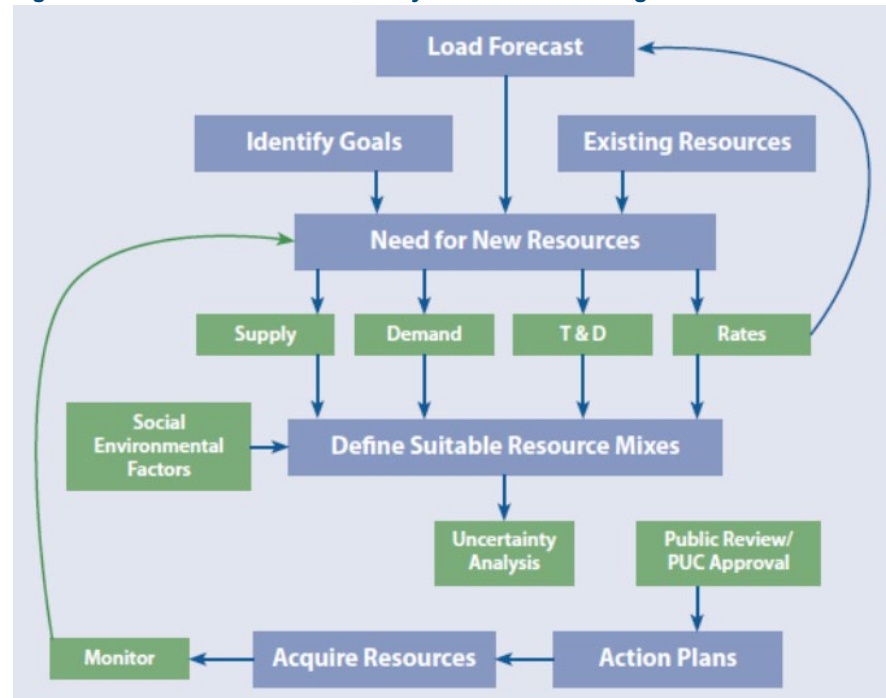 Load Forecast
Identify Goals
Existing Resources
Need for New Resources
Supply
Demand
T & D
Rates
Social
Environmental
Factors
Define Suitable Resource Mixes
Uncertainty
Analysis
Public Review/
PUC Approval
Monitor
Acquire Resources
Action Plans